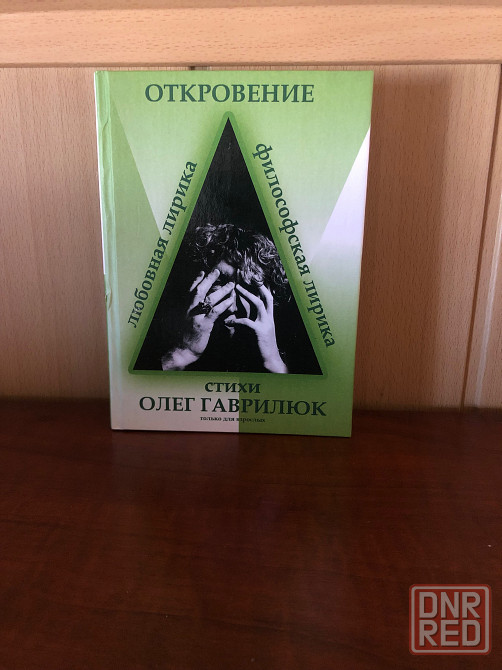 ОТКРОВЕНИЕ
любовная лирика
философская лирика
стихи
ОЛЕГ ГАВРИЛЮК
только для взрослых
DNR
RED